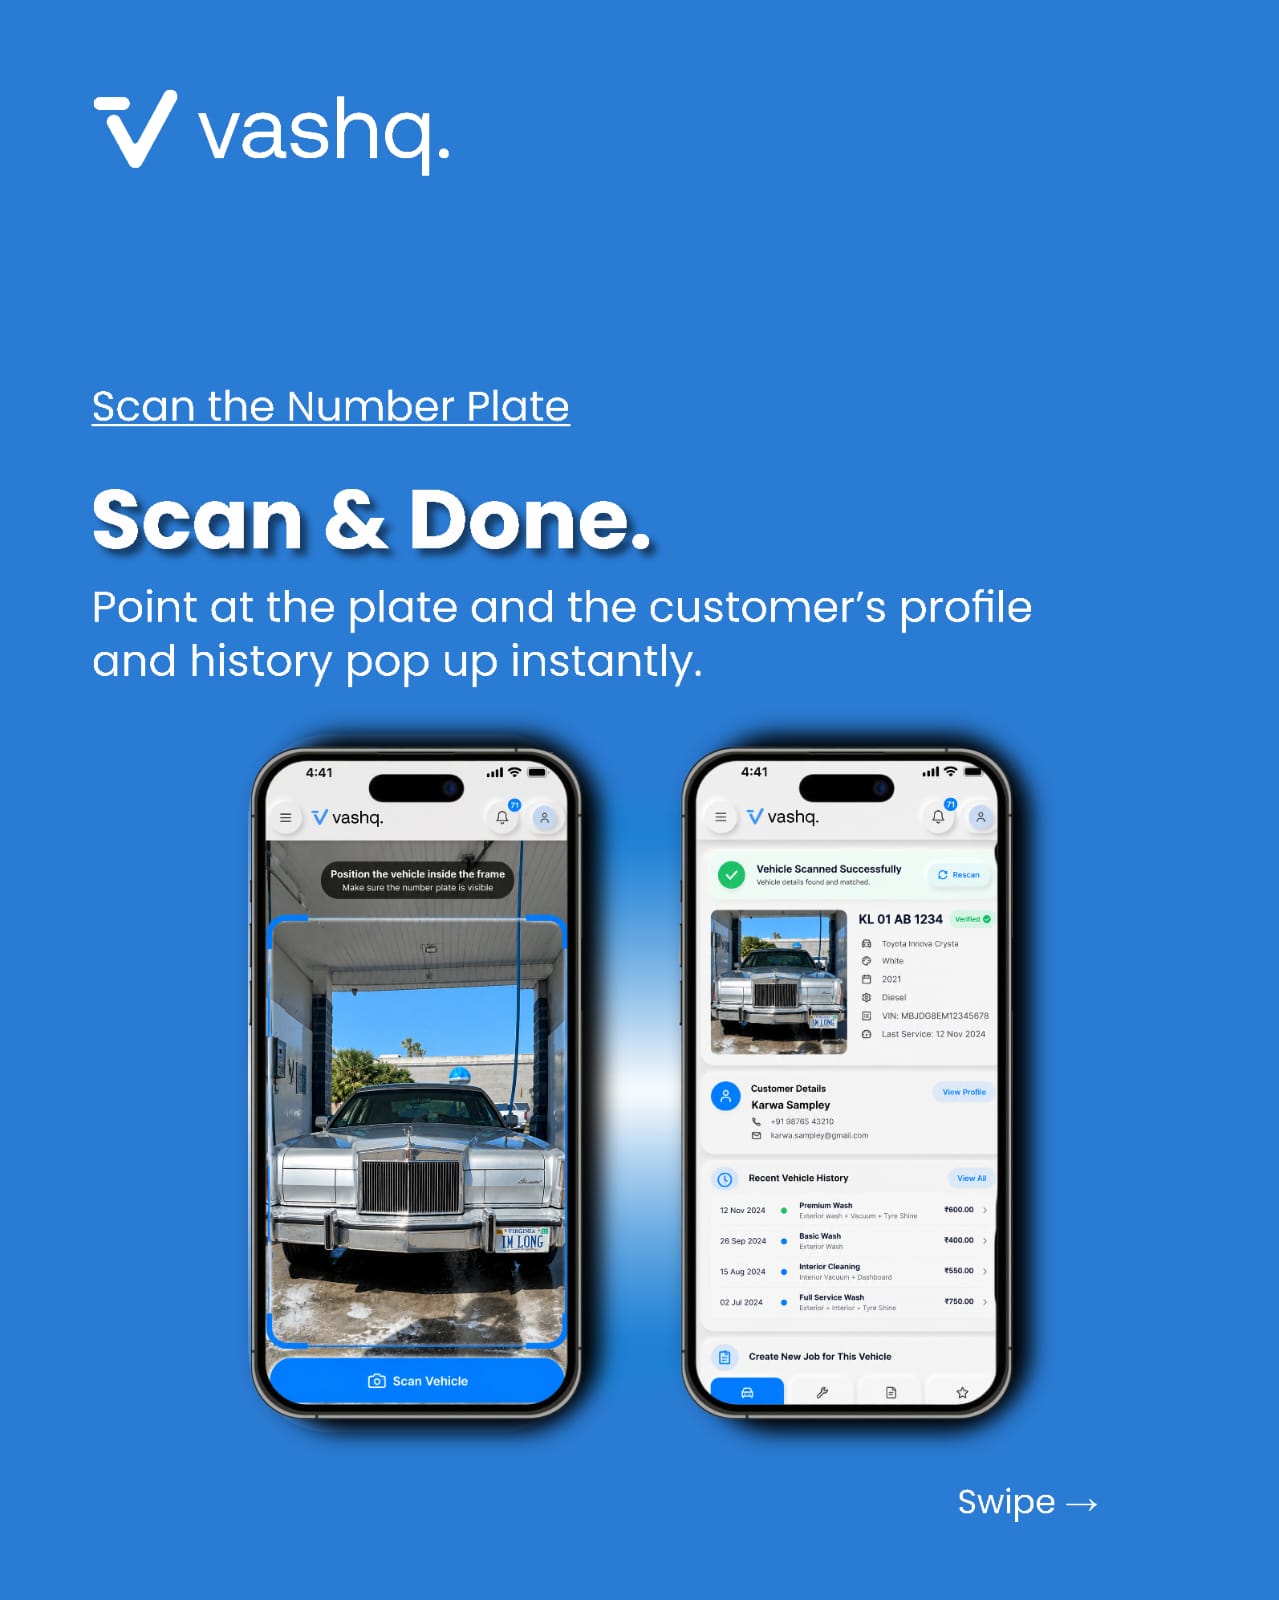 vashq.
Scan the Number Plate
Scan & Done.
Point at the plate and the customer's profile
and history pop up instantly.
4:41
71
vashq.
Position the vehicle inside the frame
Make sure the number plate is visible
VIRGINIA
IM LONG
Scan Vehicle
4:41
71
vashq.
Vehicle Scanned Successfully
Vehicle details found and matched.
Rescan
KL 01 AB 1234
Verified
Toyota Innova Crysta
White
2021
Diesel
VIN: MBJDG8EM12345678
Last Service: 12 Nov 2024
IM LONG
Customer Details
View Profile
Karwa Sampley
+91 98765 43210
karwa.sampley@gmail.com
Recent Vehicle History
View All
12 Nov 2024 Premium Wash ₹600.00
Exterior wash + Vacuum + Tyre Shine
26 Sep 2024 Basic Wash ₹400.00
Exterior Wash
15 Aug 2024 Interior Cleaning ₹550.00
Interior Vacuum + Dashboard
02 Jul 2024 Full Service Wash ₹750.00
Exterior + Interior + Tyre Shine
Create New Job for This Vehicle
Swipe →